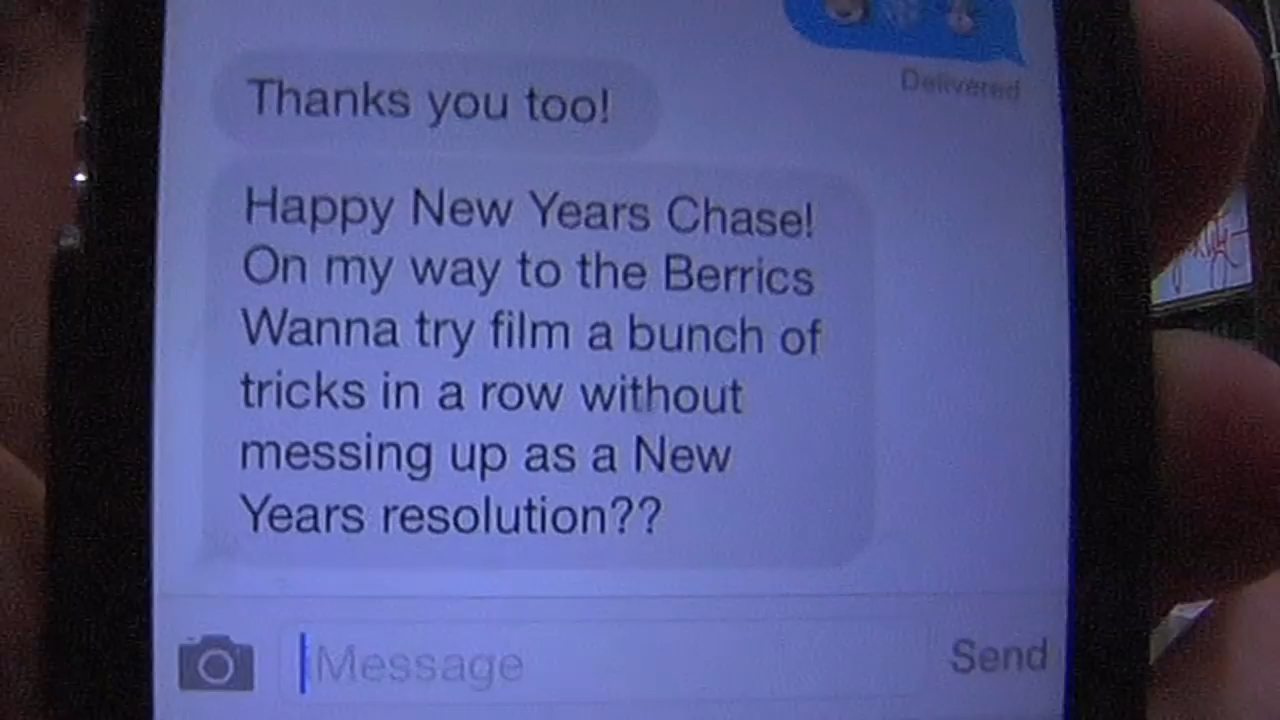 Delivered
Thanks you too!
Happy New Years Chase!
On my way to the Berrics
Wanna try film a bunch of
tricks in a row without
messing up as a New
Years resolution??
Message
Send